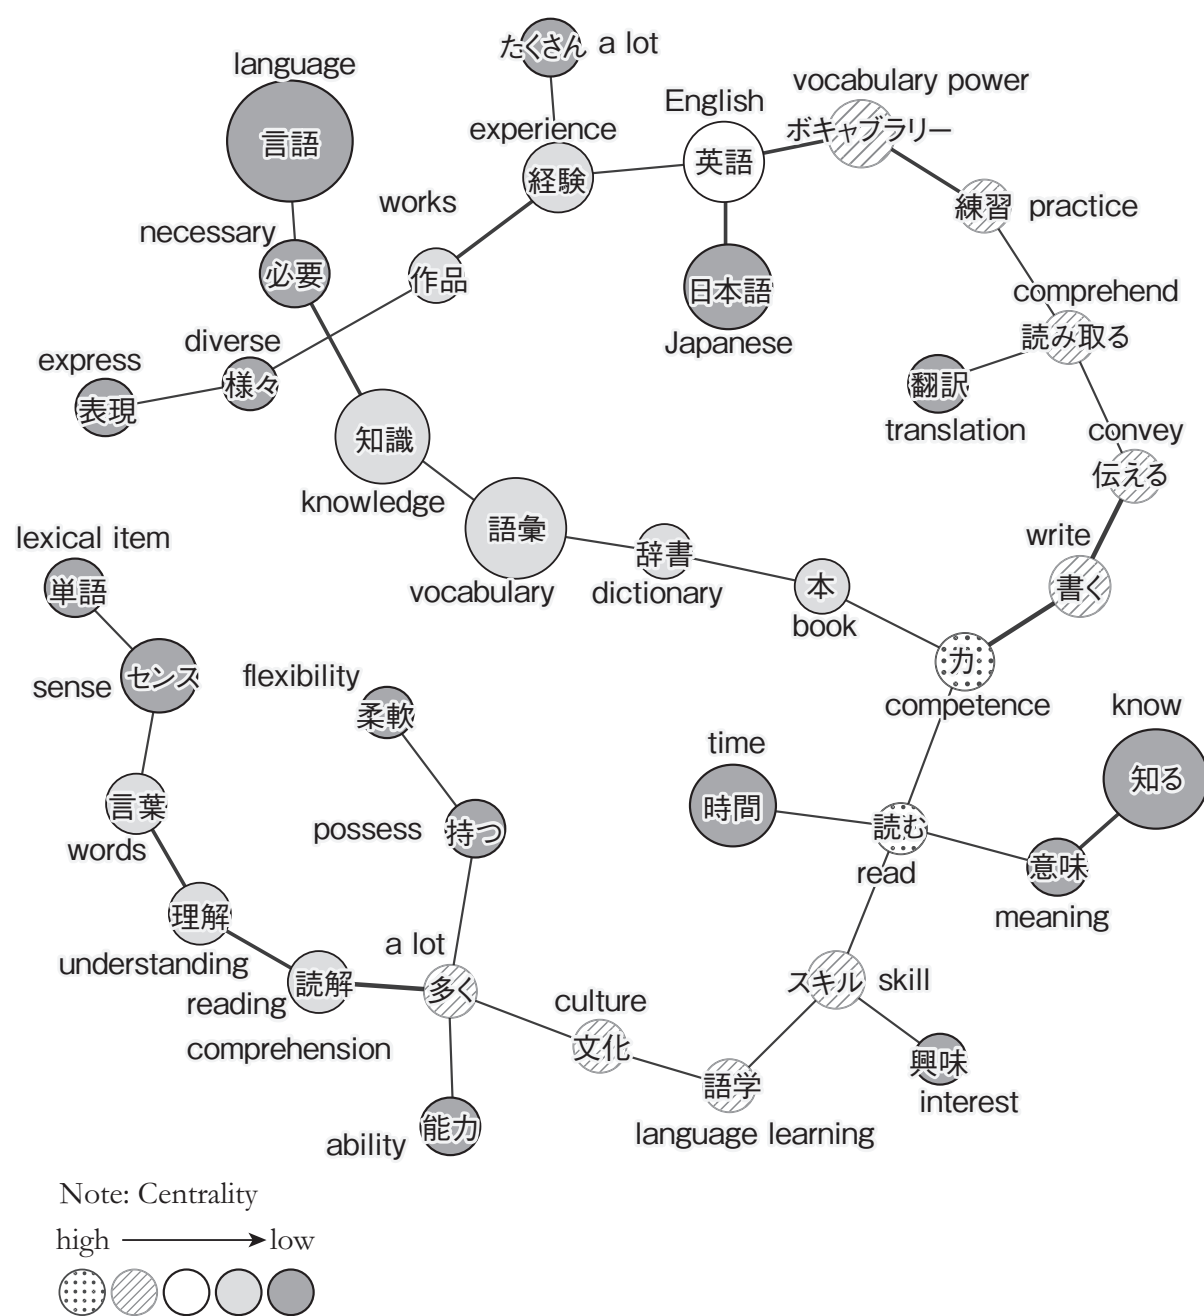 たくさん a lot
language
言語
English
英語
vocabulary power
ボキャブラリー
experience
経験
works
作品
練習 practice
necessary
必要
日本語
Japanese
comprehend
読み取る
diverse
様々
express
表現
翻訳
translation
convey
伝える
知識
knowledge
語彙
vocabulary
辞書
dictionary
本
book
write
書く
lexical item
単語
力
competence
sense センス
flexibility
柔軟
know
知る
time
時間
読む
read
意味
meaning
言葉
words
possess 持つ
理解
understanding
a lot
多く
reading 読解
comprehension
スキル skill
culture
文化
語学
language learning
興味
interest
ability 能力
Note: Centrality
high low